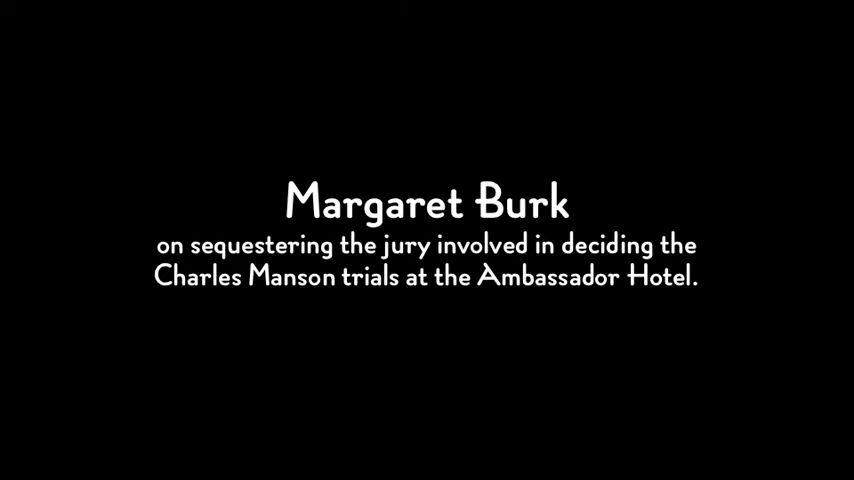 Margaret Burk
on sequestering the jury involved in deciding the
Charles Manson trials at the Ambassador Hotel.